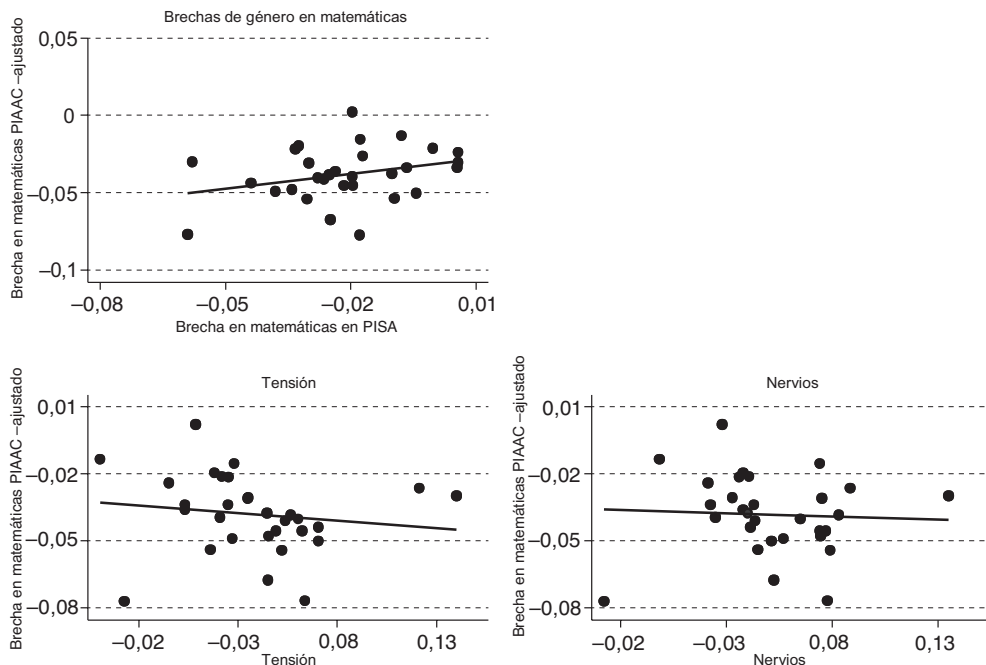 Brechas de género en matemáticas
Brecha en matemáticas PIAAC –ajustado
0,05
0
–0,05
–0,1
–0,08
–0,05
–0,02
0,01
Brecha en matemáticas en PISA
Tensión
Brecha en matemáticas PIAAC –ajustado
0,01
–0,02
–0,05
–0,08
–0,02
–0,03
0,08
0,13
Tensión
Nervios
Brecha en matemáticas PIAAC –ajustado
0,01
–0,02
–0,05
–0,08
–0,02
–0,03
0,08
0,13
Nervios